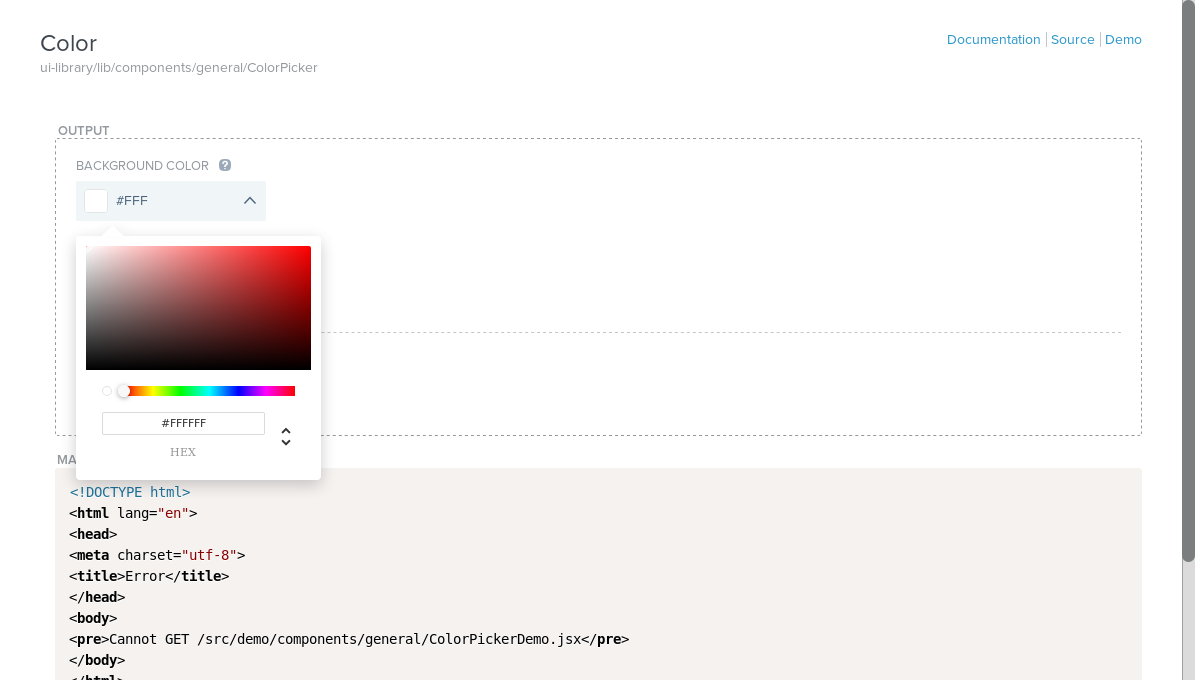 Color
Documentation Source Demo
ui-library/lib/components/general/ColorPicker
OUTPUT
BACKGROUND COLOR ?
#FFF
#FFFFFF
HEX
MA
<!DOCTYPE html>
<html lang="en">
<head>
<meta charset="utf-8">
<title>Error</title>
</head>
<body>
<pre>Cannot GET /src/demo/components/general/ColorPickerDemo.jsx</pre>
</body>
</html>